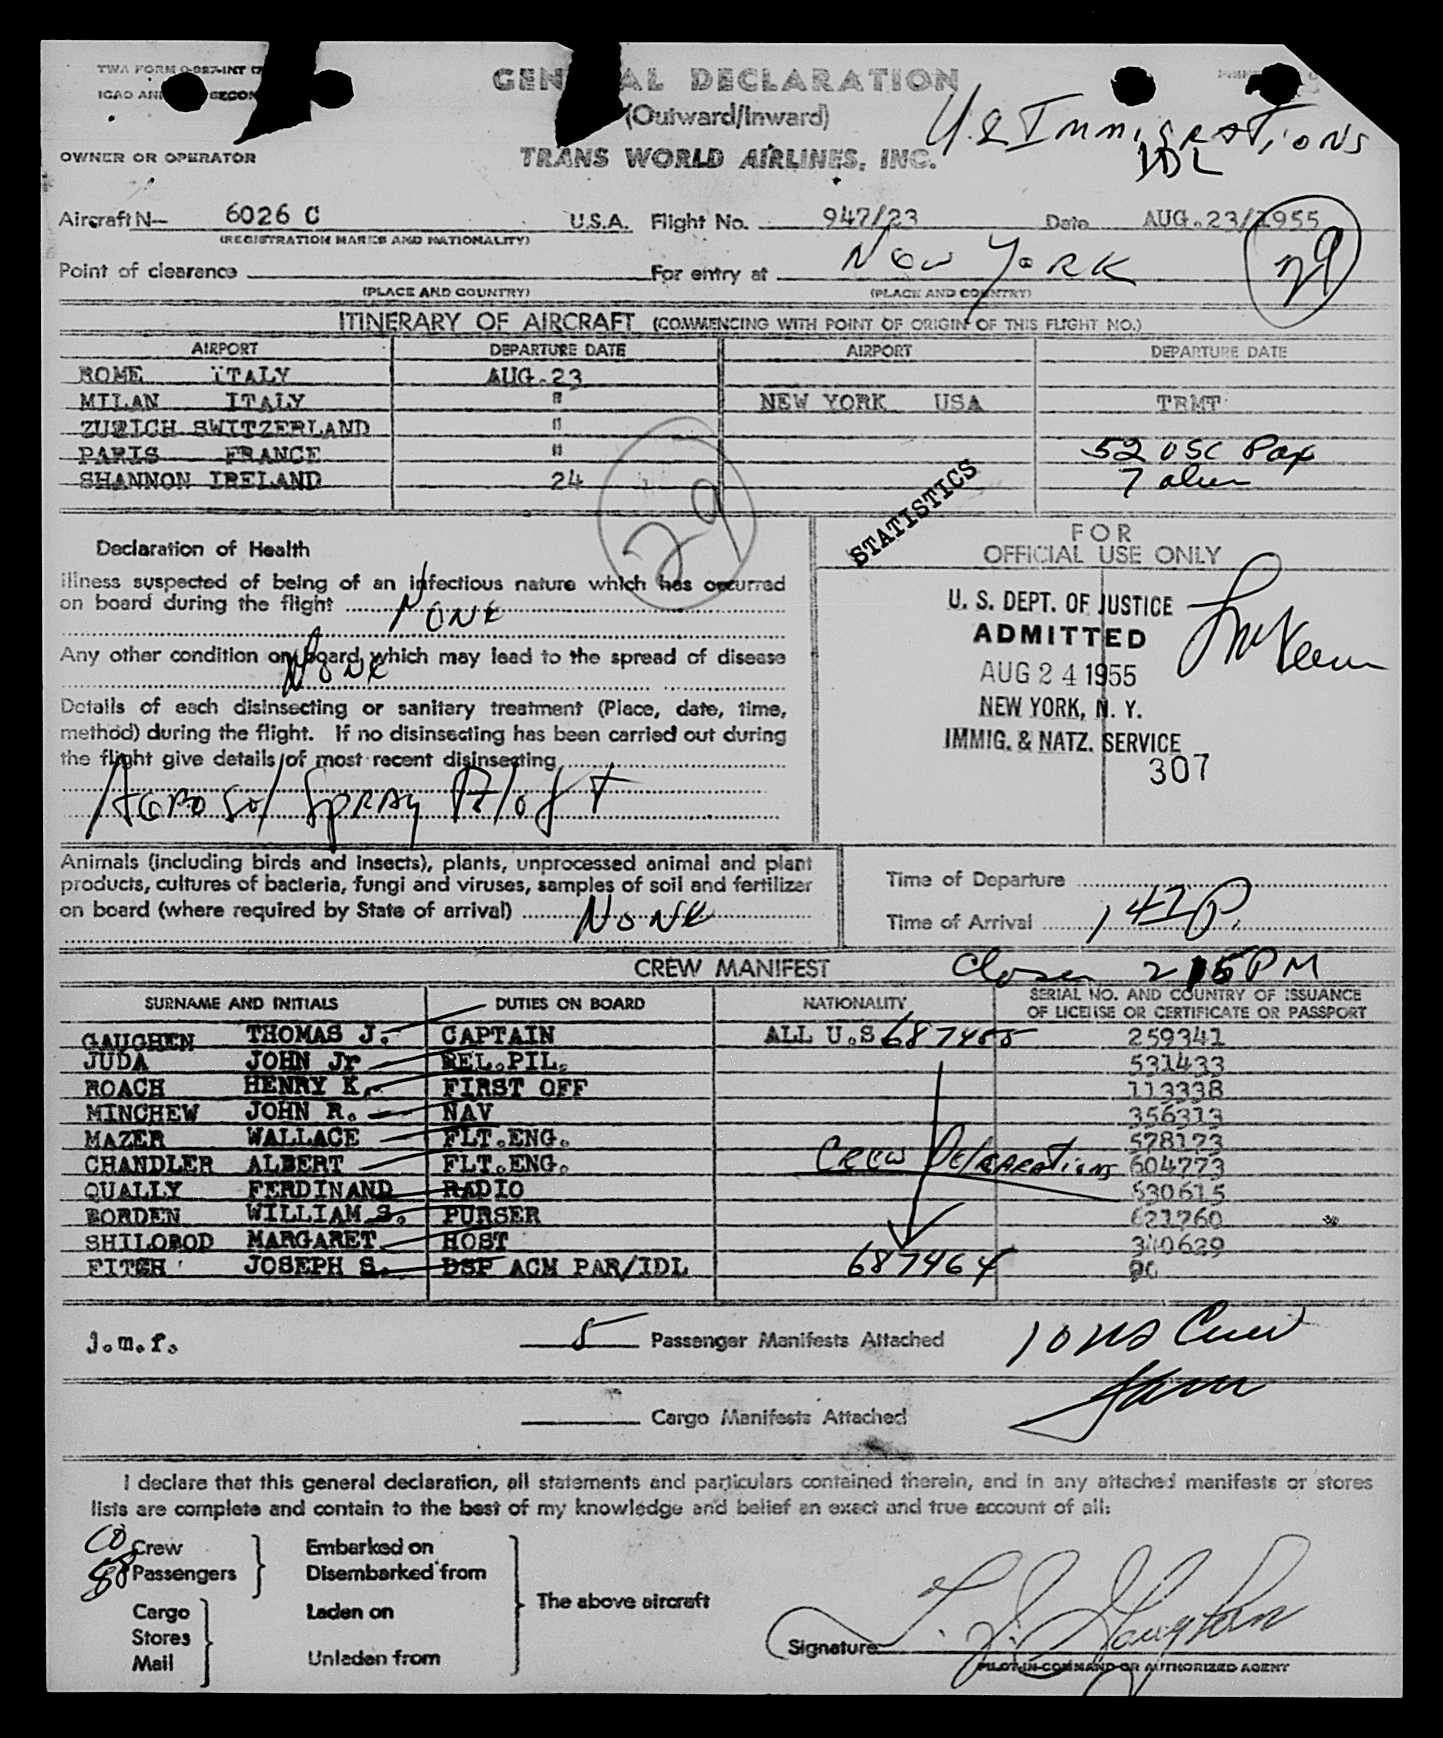 TWA FORM
GENERAL DECLARATION
(Outward/Inward)
U.S Immigrations
IDL
OWNER OR OPERATOR
TRANS WORLD AIRLINES, INC.
Aircraft N- 6026 C U.S.A. Flight No. 947/23 Date AUG.23/1955
(REGISTRATION MARKS AND NATIONALITY)
Point of clearance For entry at New York 29
(PLACE AND COUNTRY) (PLACE AND COUNTRY)
ITINERARY OF AIRCRAFT (COMMENCING WITH POINT OF ORIGIN OF THIS FLIGHT NO.)
AIRPORT DEPARTURE DATE AIRPORT DEPARTURE DATE
ROME ITALY AUG.23
MILAN ITALY " NEW YORK USA TRMT
ZURICH SWITZERLAND "
PARIS FRANCE " 52 USC Pax
SHANNON IRELAND 24 7 alien
29
STATISTICS
FOR
OFFICIAL USE ONLY
Declaration of Health
Illness suspected of being of an infectious nature which has occurred
on board during the flight None
Any other condition on board which may lead to the spread of disease
None
Details of each disinsecting or sanitary treatment (Place, date, time,
method) during the flight. If no disinsecting has been carried out during
the flight give details of most recent disinsecting
Aerosol Spray Aloft
U. S. DEPT. OF JUSTICE
ADMITTED
AUG 24 1955
NEW YORK, N. Y.
IMMIG. & NATZ. SERVICE
307
Animals (including birds and insects), plants, unprocessed animal and plant
products, cultures of bacteria, fungi and viruses, samples of soil and fertilizer
on board (where required by State of arrival) None
Time of Departure
Time of Arrival 1 42 P.
CREW MANIFEST Closed 2 15 PM
SURNAME AND INITIALS DUTIES ON BOARD NATIONALITY SERIAL NO. AND COUNTRY OF ISSUANCE
OF LICENSE OR CERTIFICATE OR PASSPORT
GAUGHEN THOMAS J. CAPTAIN ALL U.S 687455 259341
JUDA JOHN Jr REL.PIL. 531433
ROACH HENRY K. FIRST OFF 113338
MINCHEW JOHN R. NAV 356313
MAZER WALLACE FLT.ENG. 578173
CHANDLER ALBERT FLT.ENG. Crew Declarations 604773
QUALLY FERDINAND RADIO 530615
BORDEN WILLIAM S. PURSER 621760
SHILOBOD MARGARET HOST 340629
FITCH JOSEPH S. DSP ACM PAR/IDL 687464
j.m.f.
5 Passenger Manifests Attached
10 US Crew
Cargo Manifests Attached
I declare that this general declaration, all statements and particulars contained therein, and in any attached manifests or stores
lists are complete and contain to the best of my knowledge and belief an exact and true account of all:
Crew Embarked on
Passengers Disembarked from
The above aircraft
Cargo Laden on
Stores
Mail Unladen from
Signature
PILOT-IN-COMMAND OR AUTHORIZED AGENT